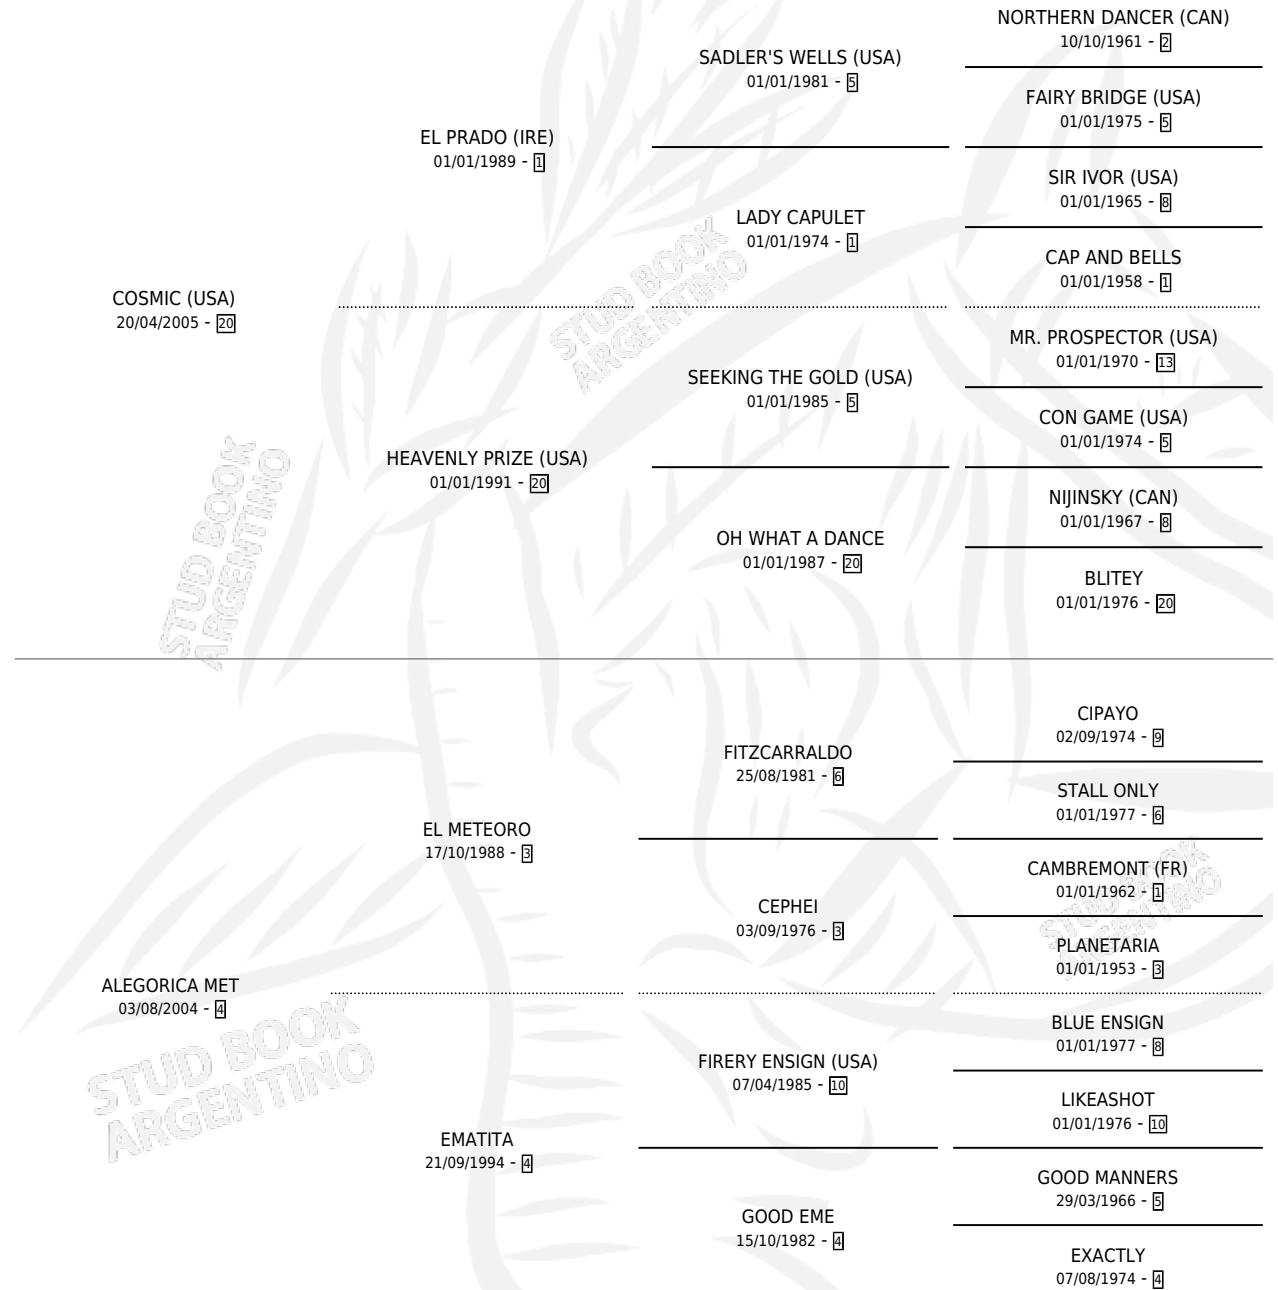 NORTHERN DANCER (CAN)
10/10/1961 - 2
SADLER'S WELLS (USA)
01/01/1981 - 5
FAIRY BRIDGE (USA)
01/01/1975 - 5
EL PRADO (IRE)
01/01/1989 - 1
SIR IVOR (USA)
01/01/1965 - 8
LADY CAPULET
01/01/1974 - 1
CAP AND BELLS
01/01/1958 - 1
COSMIC (USA)
20/04/2005 - 20
MR. PROSPECTOR (USA)
01/01/1970 - 13
SEEKING THE GOLD (USA)
01/01/1985 - 5
CON GAME (USA)
01/01/1974 - 5
HEAVENLY PRIZE (USA)
01/01/1991 - 20
NIJINSKY (CAN)
01/01/1967 - 8
OH WHAT A DANCE
01/01/1987 - 20
BLITEY
01/01/1976 - 20
CIPAYO
02/09/1974 - 9
FITZCARRALDO
25/08/1981 - 6
STALL ONLY
01/01/1977 - 6
EL METEORO
17/10/1988 - 3
CAMBREMONT (FR)
01/01/1962 - 1
CEPHEI
03/09/1976 - 3
PLANETARIA
01/01/1953 - 3
ALEGORICA MET
03/08/2004 - 4
BLUE ENSIGN
01/01/1977 - 8
FIRERY ENSIGN (USA)
07/04/1985 - 10
LIKEASHOT
01/01/1976 - 10
EMATITA
21/09/1994 - 4
GOOD MANNERS
29/03/1966 - 5
GOOD EME
15/10/1982 - 4
EXACTLY
07/08/1974 - 4
STUD BOOK
ARGENTINO
STUD BOOK
ARGENTINO
STUD BOOK
ARGENTINO
STUD BOOK
ARGENTINO